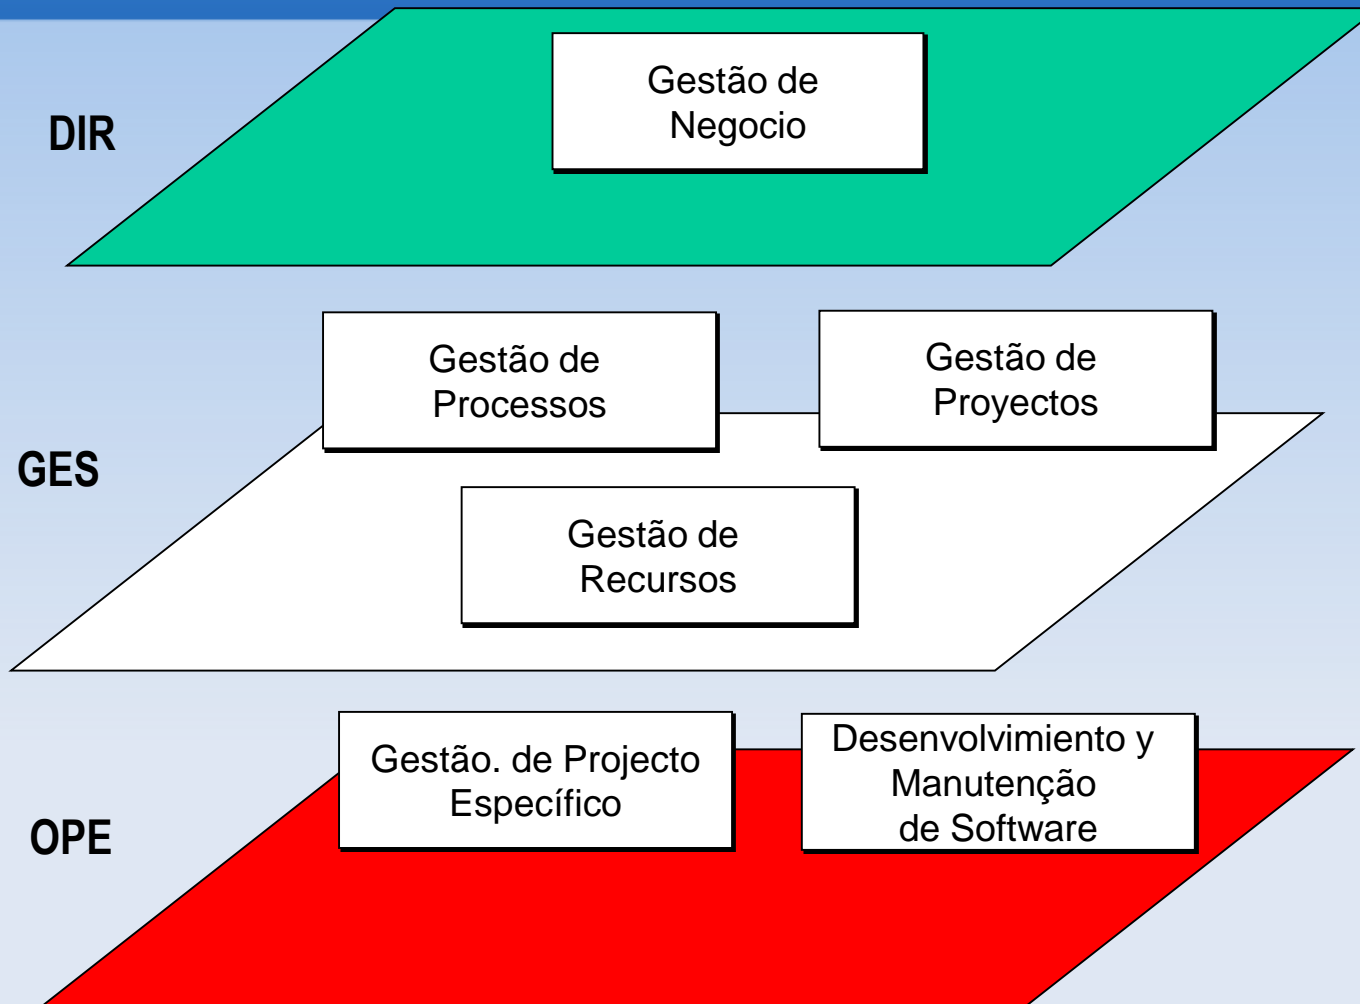 DIR
Gestão de
Negocio
GES
Gestão de
Processos
Gestão de
Proyectos
Gestão de
Recursos
OPE
Gestão. de Projecto
Específico
Desenvolvimiento y
Manutenção
de Software